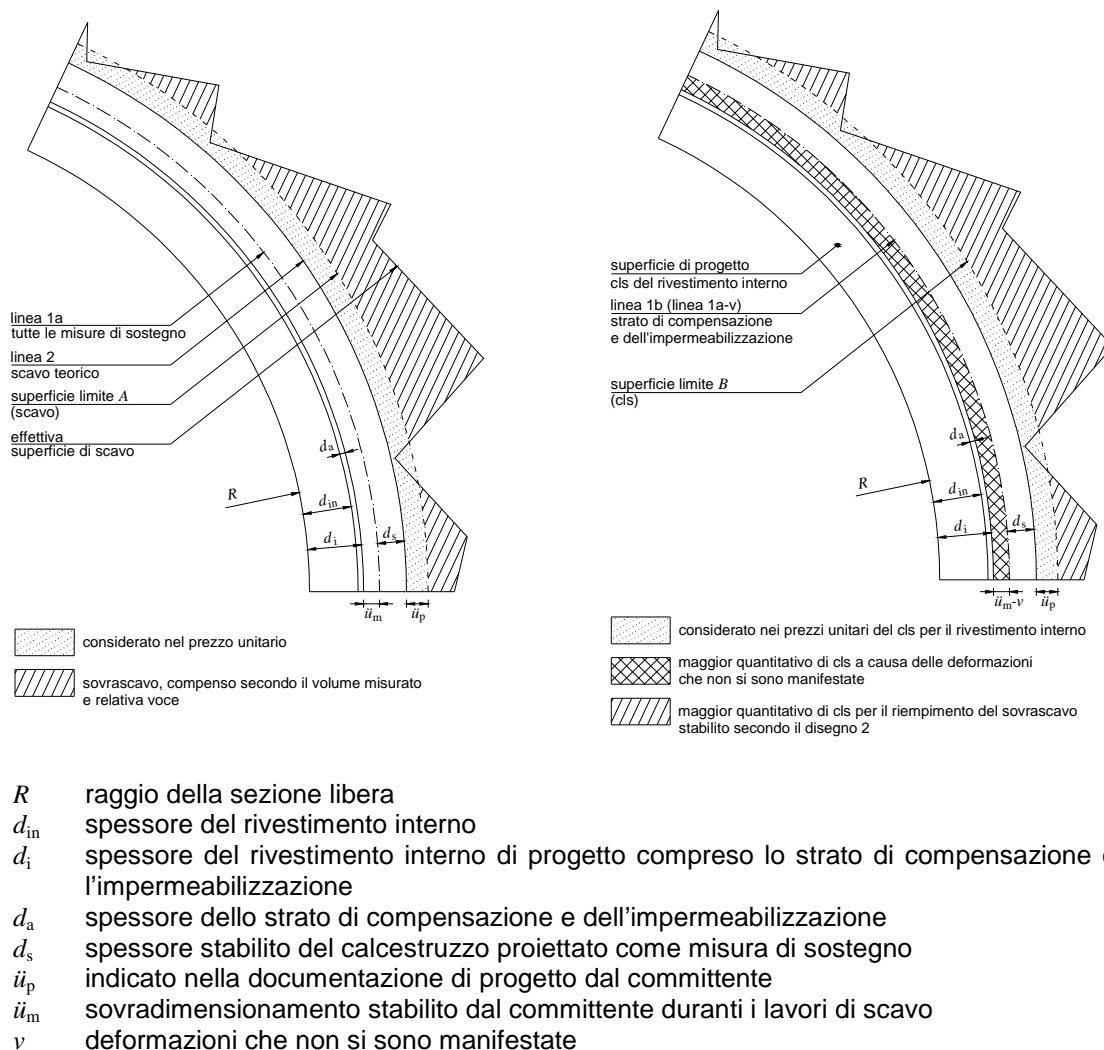 linea 1a
tutte le misure di sostegno
linea 2
scavo teorico
superficie limite A
(scavo)
effettiva
superficie di scavo
R
da
din
di
ds
üm
üp
considerato nel prezzo unitario
sovrascavo, compenso secondo il volume misurato
e relativa voce
superficie di progetto
cls del rivestimento interno
linea 1b (linea 1a-v)
strato di compensazione
e dell'impermeabilizzazione
superficie limite B
(cls)
R
da
din
di
ds
üm-v
üp
considerato nei prezzi unitari del cls per il rivestimento interno
maggior quantitativo di cls a causa delle deformazioni
che non si sono manifestate
maggior quantitativo di cls per il riempimento del sovrascavo
stabilito secondo il disegno 2
R raggio della sezione libera
din spessore del rivestimento interno
di spessore del rivestimento interno di progetto compreso lo strato di compensazione e
l'impermeabilizzazione
da spessore dello strato di compensazione e dell'impermeabilizzazione
ds spessore stabilito del calcestruzzo proiettato come misura di sostegno
üp indicato nella documentazione di progetto dal committente
üm sovradimensionamento stabilito dal committente duranti i lavori di scavo
v deformazioni che non si sono manifestate